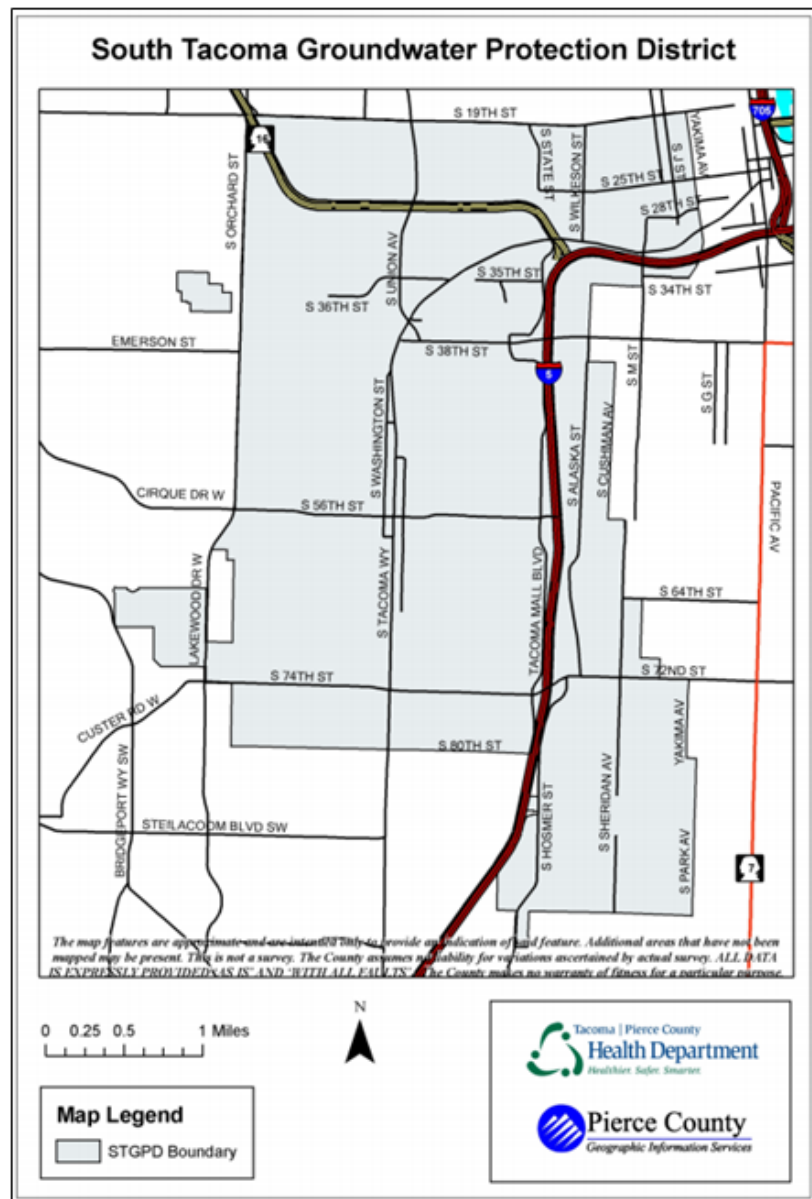 South Tacoma Groundwater Protection District
S 19TH ST
705
16
S ORCHARD ST
S UNION AV
S STATE ST
S WILKESON ST
S J ST
YAKIMA AV
S 25TH ST
S 28TH ST
S 35TH ST
S 34TH ST
S 36TH ST
EMERSON ST
S 38TH ST
5
S M ST
S G ST
S WASHINGTON ST
S ALASKA ST
S CUSHMAN AV
CIRQUE DR W
S 56TH ST
PACIFIC AV
LAKEWOOD DR W
S TACOMA WY
TACOMA MALL BLVD
S 64TH ST
S 74TH ST
S 72ND ST
CUSTER RD W
YAKIMA AV
S 80TH ST
BRIDGEPORT WY SW
STEILACOOM BLVD SW
S HOSMER ST
S SHERIDAN AV
S PARK AV
7
The map features are approximate and are intended only to provide an indication of said feature. Additional areas that have not been
mapped may be present. This is not a survey. The County assumes no liability for variations ascertained by actual survey. ALL DATA
IS EXPRESSLY PROVIDED 'AS IS' AND 'WITH ALL FAULTS'. The County makes no warranty of fitness for a particular purpose.
N
0 0.25 0.5 1 Miles
Tacoma | Pierce County
Health Department
Healthier. Safer. Smarter.
Map Legend
STGPD Boundary
Pierce County
Geographic Information Services